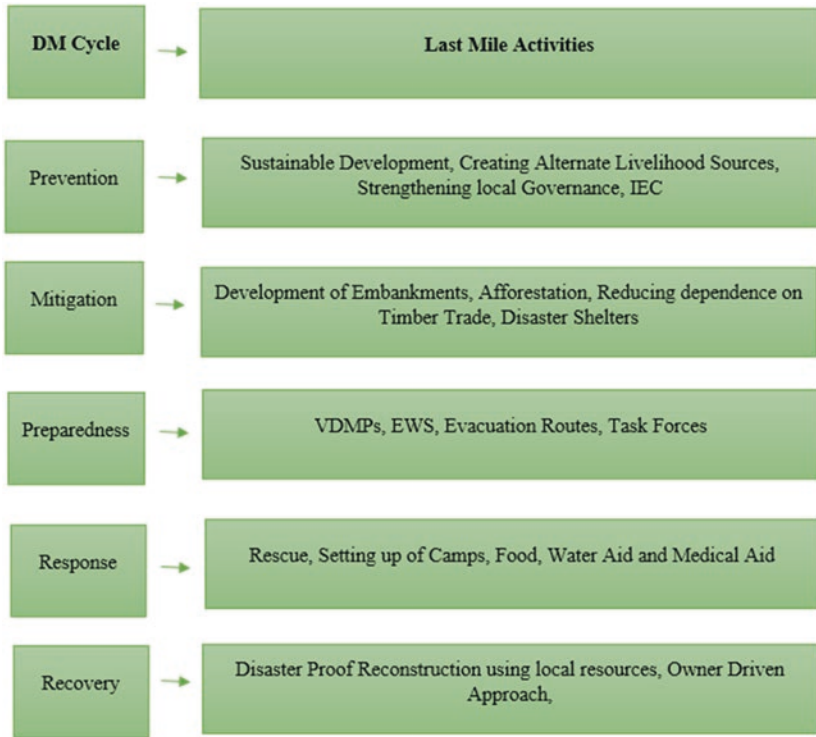 DM Cycle
Last Mile Activities
Prevention
Sustainable Development, Creating Alternate Livelihood Sources,
Strengthening local Governance, IEC
Mitigation
Development of Embankments, Afforestation, Reducing dependence on
Timber Trade, Disaster Shelters
Preparedness
VDMPs, EWS, Evacuation Routes, Task Forces
Response
Rescue, Setting up of Camps, Food, Water Aid and Medical Aid
Recovery
Disaster Proof Reconstruction using local resources, Owner Driven
Approach,